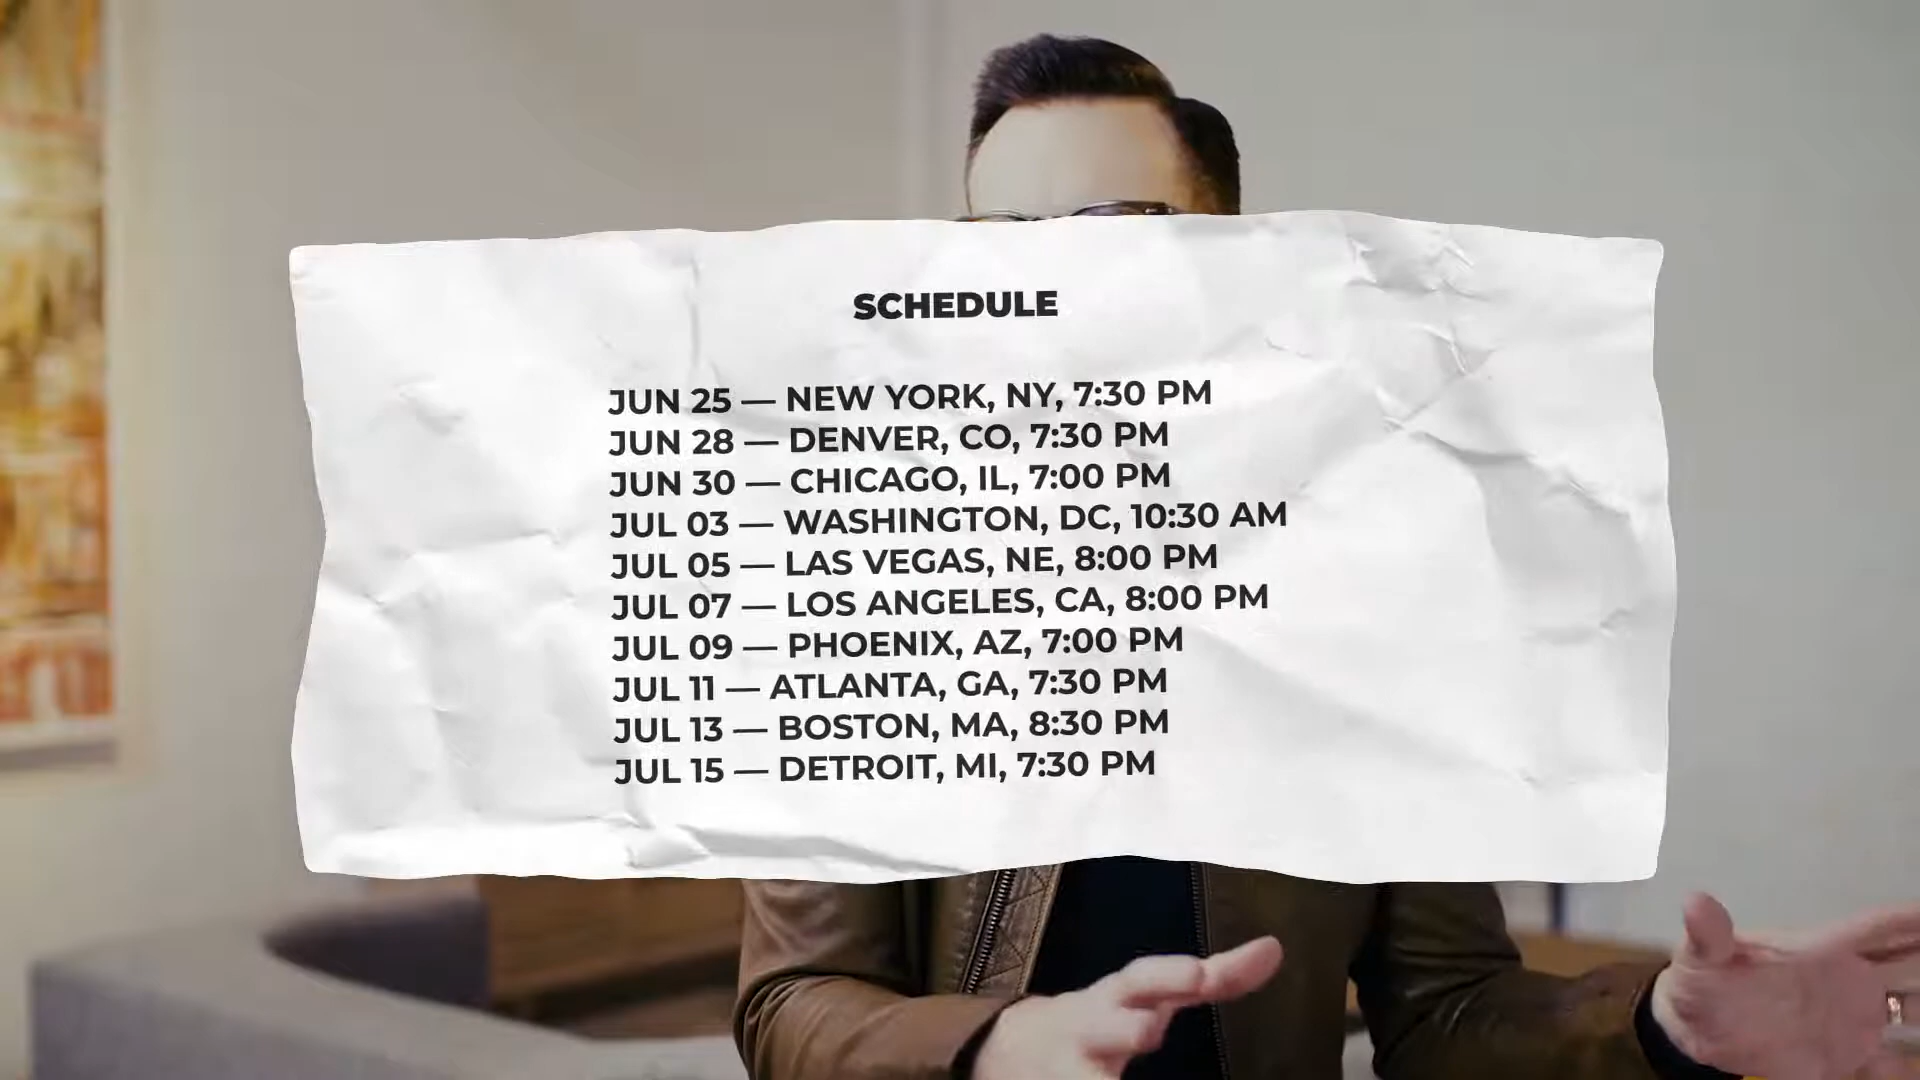 SCHEDULE
JUN 25 — NEW YORK, NY, 7:30 PM
JUN 28 — DENVER, CO, 7:30 PM
JUN 30 — CHICAGO, IL, 7:00 PM
JUL 03 — WASHINGTON, DC, 10:30 AM
JUL 05 — LAS VEGAS, NE, 8:00 PM
JUL 07 — LOS ANGELES, CA, 8:00 PM
JUL 09 — PHOENIX, AZ, 7:00 PM
JUL 11 — ATLANTA, GA, 7:30 PM
JUL 13 — BOSTON, MA, 8:30 PM
JUL 15 — DETROIT, MI, 7:30 PM